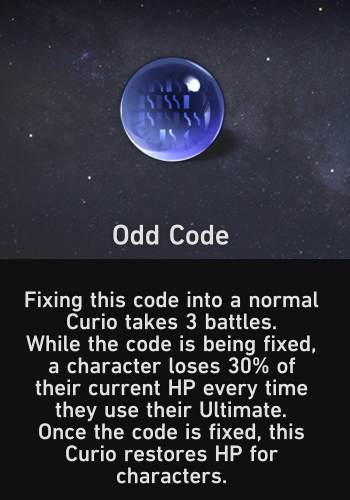 Odd Code
Fixing this code into a normal
Curio takes 3 battles.
While the code is being fixed,
a character loses 30% of
their current HP every time
they use their Ultimate.
Once the code is fixed, this
Curio restores HP for
characters.